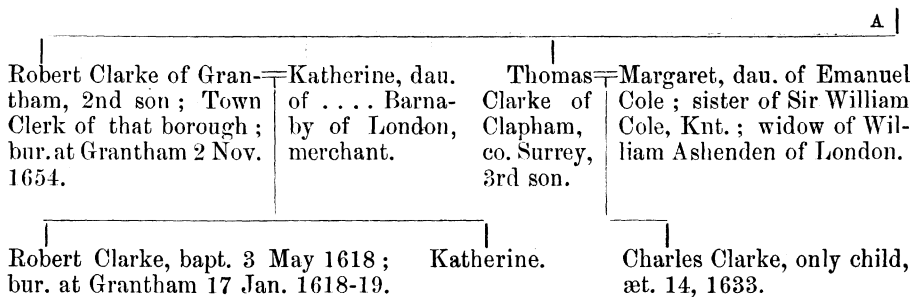 A
Robert Clarke of Gran-
tham, 2nd son ; Town
Clerk of that borough ;
bur. at Grantham 2 Nov.
1654.
Katherine, dau.
of .... Barna-
by of London,
merchant.
Thomas
Clarke of
Clapham,
co. Surrey,
3rd son.
Margaret, dau. of Emanuel
Cole ; sister of Sir William
Cole, Knt. ; widow of Wil-
liam Ashenden of London.
Robert Clarke, bapt. 3 May 1618 ;
bur. at Grantham 17 Jan. 1618-19.
Katherine.
Charles Clarke, only child,
æt. 14, 1633.